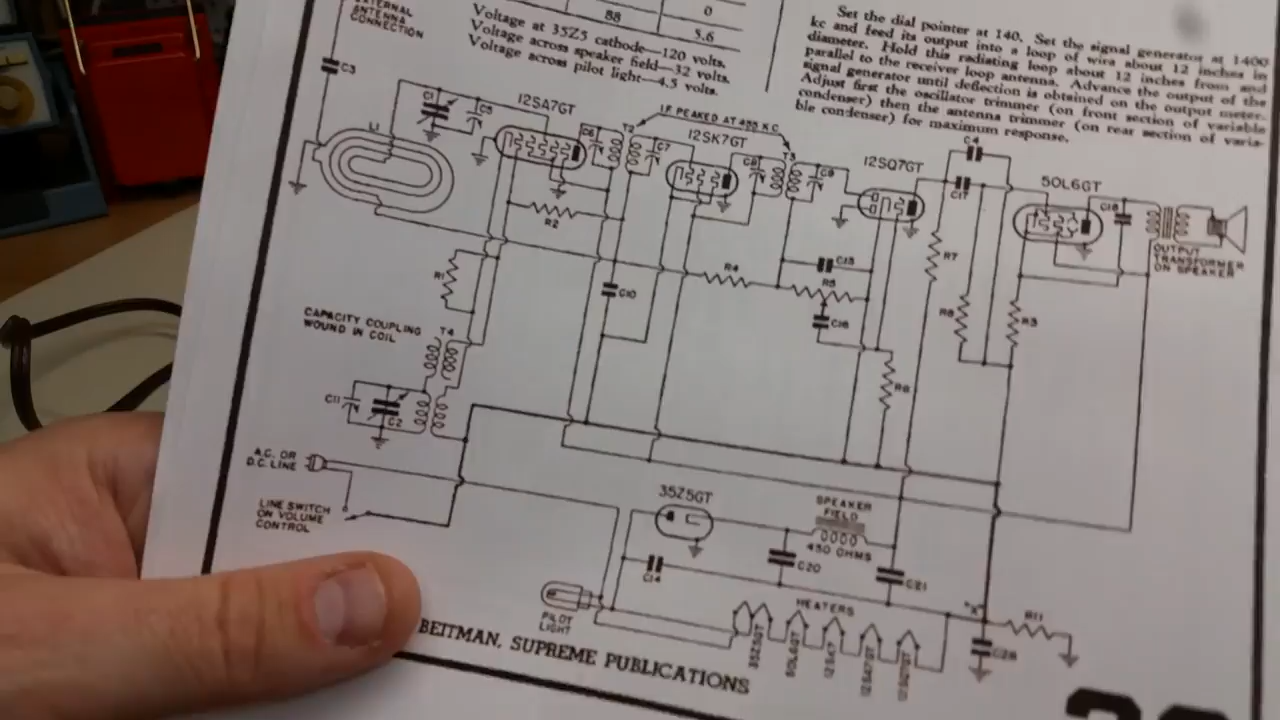 EXTERNAL
ANTENNA
CONNECTION
88
0
5.6
Voltage at 35Z5 cathode—120 volts.
Voltage across speaker field—32 volts.
Voltage across pilot light—4.5 volts.
Set the dial pointer at 140. Set the signal generator at 1400
kc and feed its output into a loop of wire about 12 inches in
diameter. Hold this radiating loop about 12 inches from and
parallel to the receiver loop antenna. Advance the output of the
signal generator until deflection is obtained on the output meter.
Adjust first the oscillator trimmer (on front section of variable
condenser) then the antenna trimmer (on rear section of varia-
ble condenser) for maximum response.
C3
L1
C1
C5
12SA7GT
C6
T2
C7
I.F. PEAKED AT 455 KC
12SK7GT
C8
T3
C9
12SQ7GT
C4
C17
50L6GT
C18
OUTPUT
TRANSFORMER
ON SPEAKER
R2
R1
C10
R4
C15
R5
C16
R7
R8
R3
R6
CAPACITY COUPLING
WOUND IN COIL
T4
C11
C2
A.C. OR
D.C. LINE
LINE SWITCH
ON VOLUME
CONTROL
35Z5GT
SPEAKER
FIELD
450 OHMS
C14
C20
C21
PILOT
LIGHT
HEATERS
35Z5GT
50L6GT
12SK7
12SA7GT
12SQ7GT
"X"
R11
C28
BEITMAN, SUPREME PUBLICATIONS